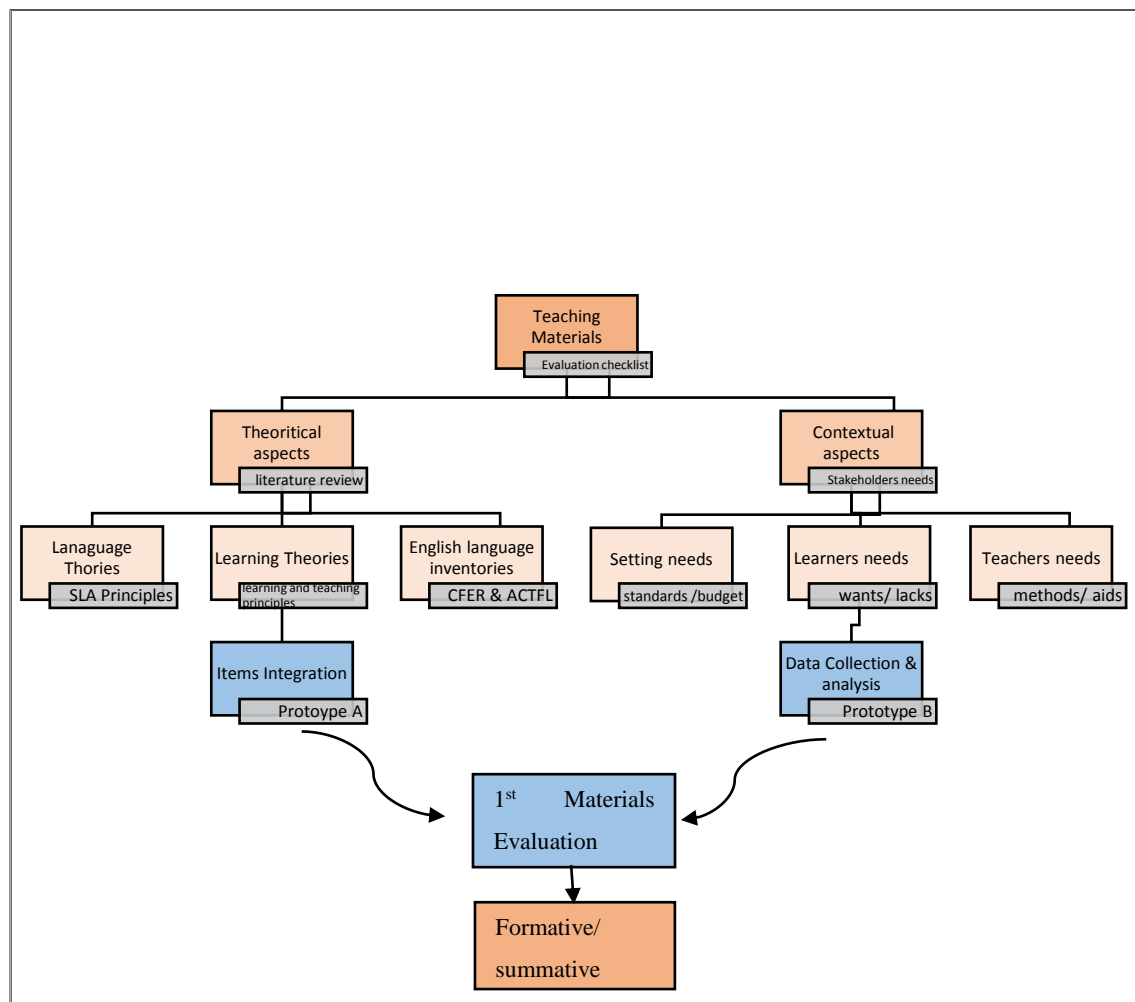 Teaching
Materials
Evaluation checklist
Theoritical
aspects
literature review
Contextual
aspects
Stakeholders needs
Lanaguage
Thories
SLA Principles
Learning Theories
learning and teaching
principles
English language
inventories
CFER & ACTFL
Setting needs
standards /budget
Learners needs
wants/ lacks
Teachers needs
methods/ aids
Items Integration
Protoype A
Data Collection &
analysis
Prototype B
1st Materials
Evaluation
Formative/
summative